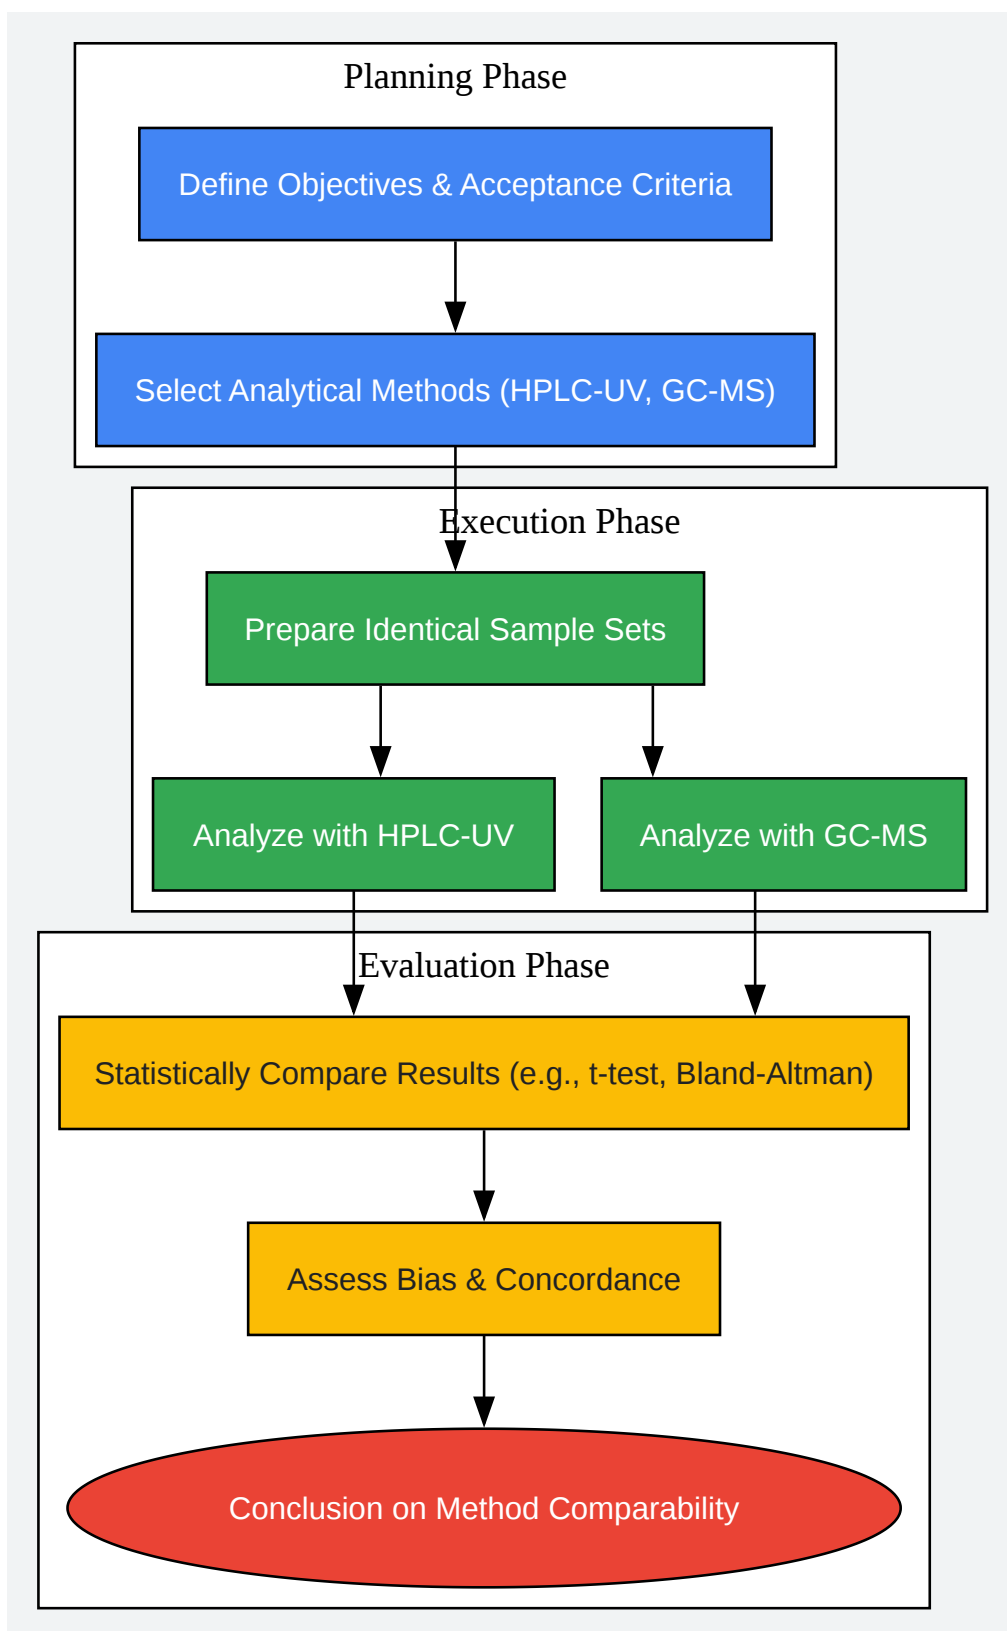 Planning Phase
Define Objectives & Acceptance Criteria
Select Analytical Methods (HPLC-UV, GC-MS)
Execution Phase
Prepare Identical Sample Sets
Analyze with HPLC-UV
Analyze with GC-MS
Evaluation Phase
Statistically Compare Results (e.g., t-test, Bland-Altman)
Assess Bias & Concordance
Conclusion on Method Comparability